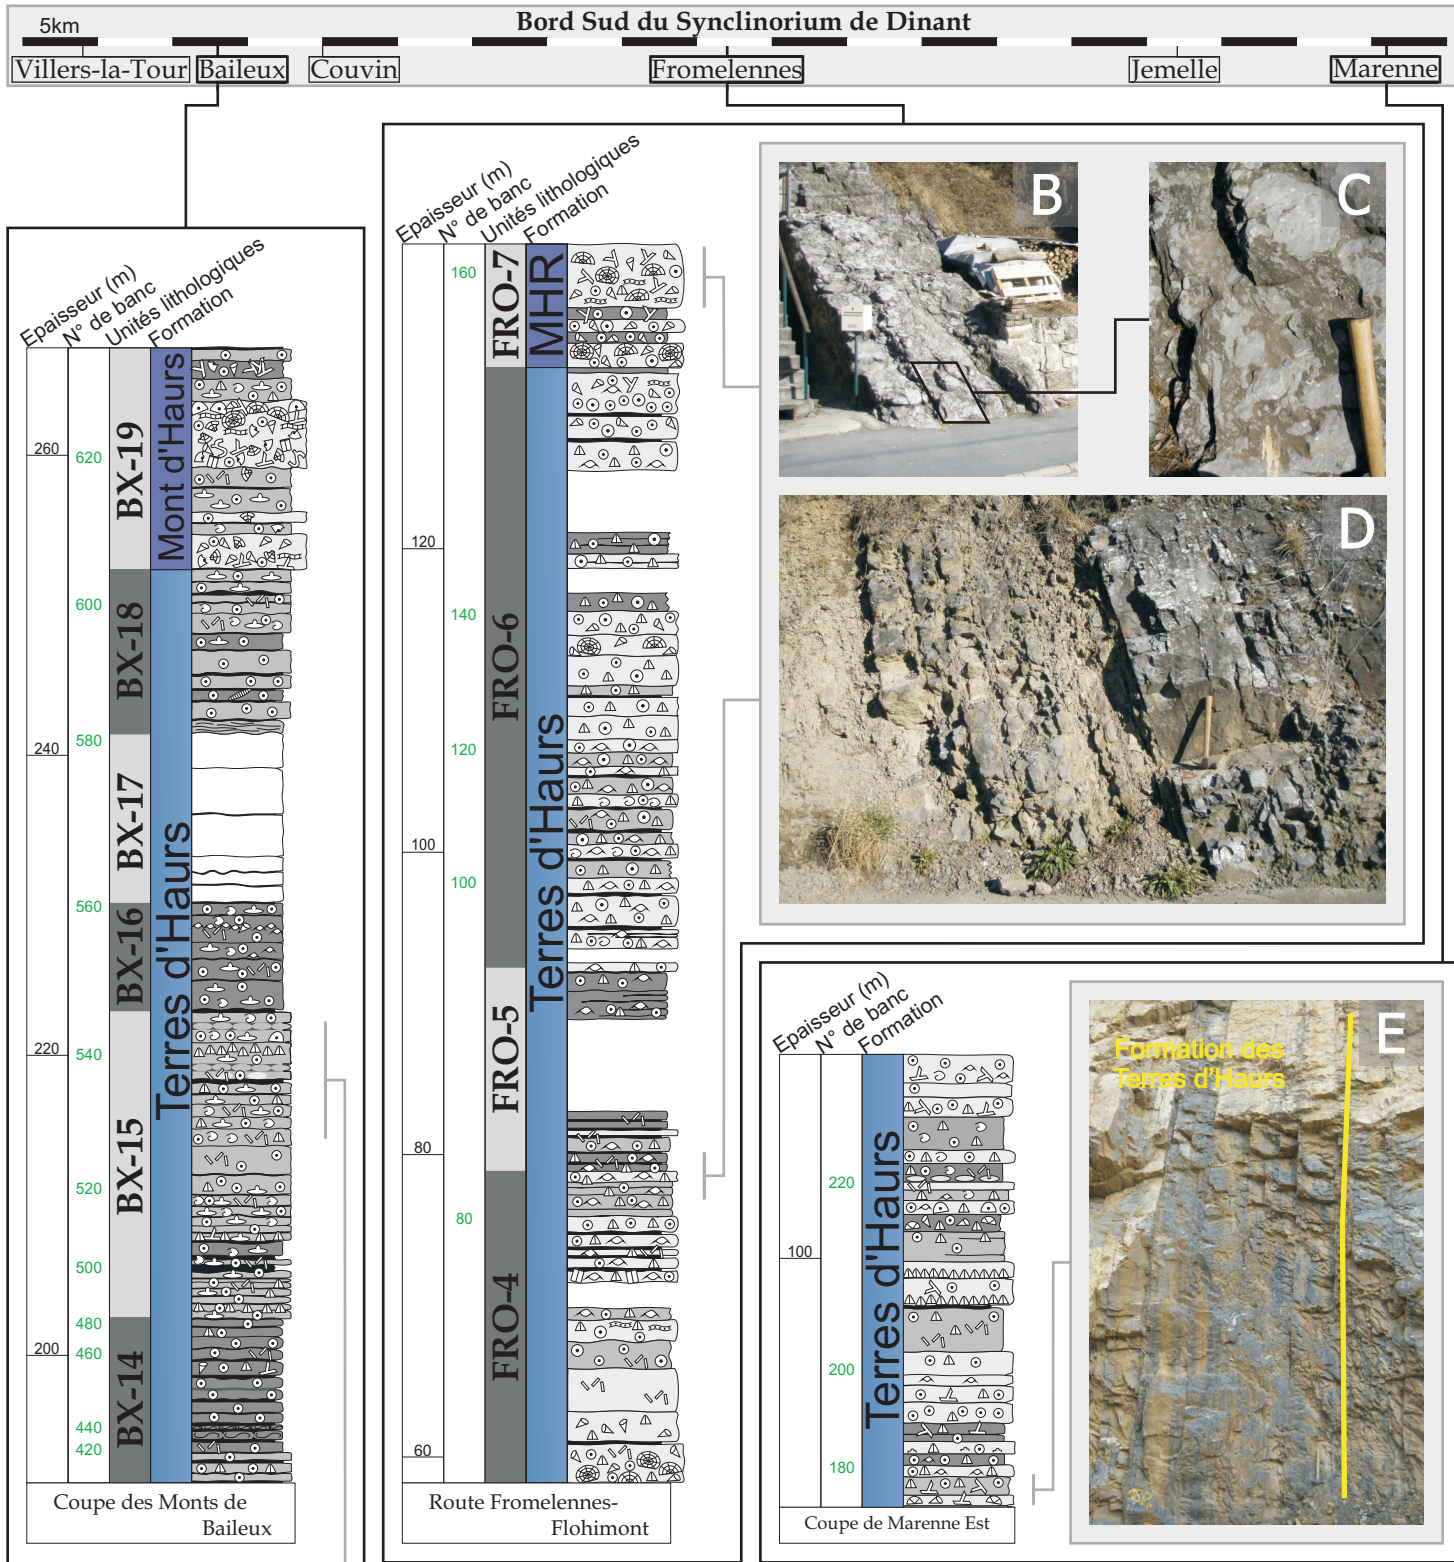 Bord Sud du Synclinorium de Dinant
5km
Villers-la-Tour Baileux Couvin Fromelennes Jemelle Marenne
Epaisseur (m)
N° de banc
Unités lithologiques
Formation
260
240
220
200
620
600
580
560
540
520
500
480
460
440
420
BX-19
BX-18
BX-17
BX-16
BX-15
BX-14
Mont d'Haurs
Terres d'Haurs
Coupe des Monts de
Baileux
Epaisseur (m)
N° de banc
Unités lithologiques
Formation
120
100
80
60
160
140
120
100
80
FRO-7
FRO-6
FRO-5
FRO-4
MHR
Terres d'Haurs
Route Fromelennes-
Flohimont
B
C
D
Epaisseur (m)
N° de banc
Formation
100
220
200
180
Terres d'Haurs
Coupe de Marenne Est
E
Formation des
Terres d'Haurs
182